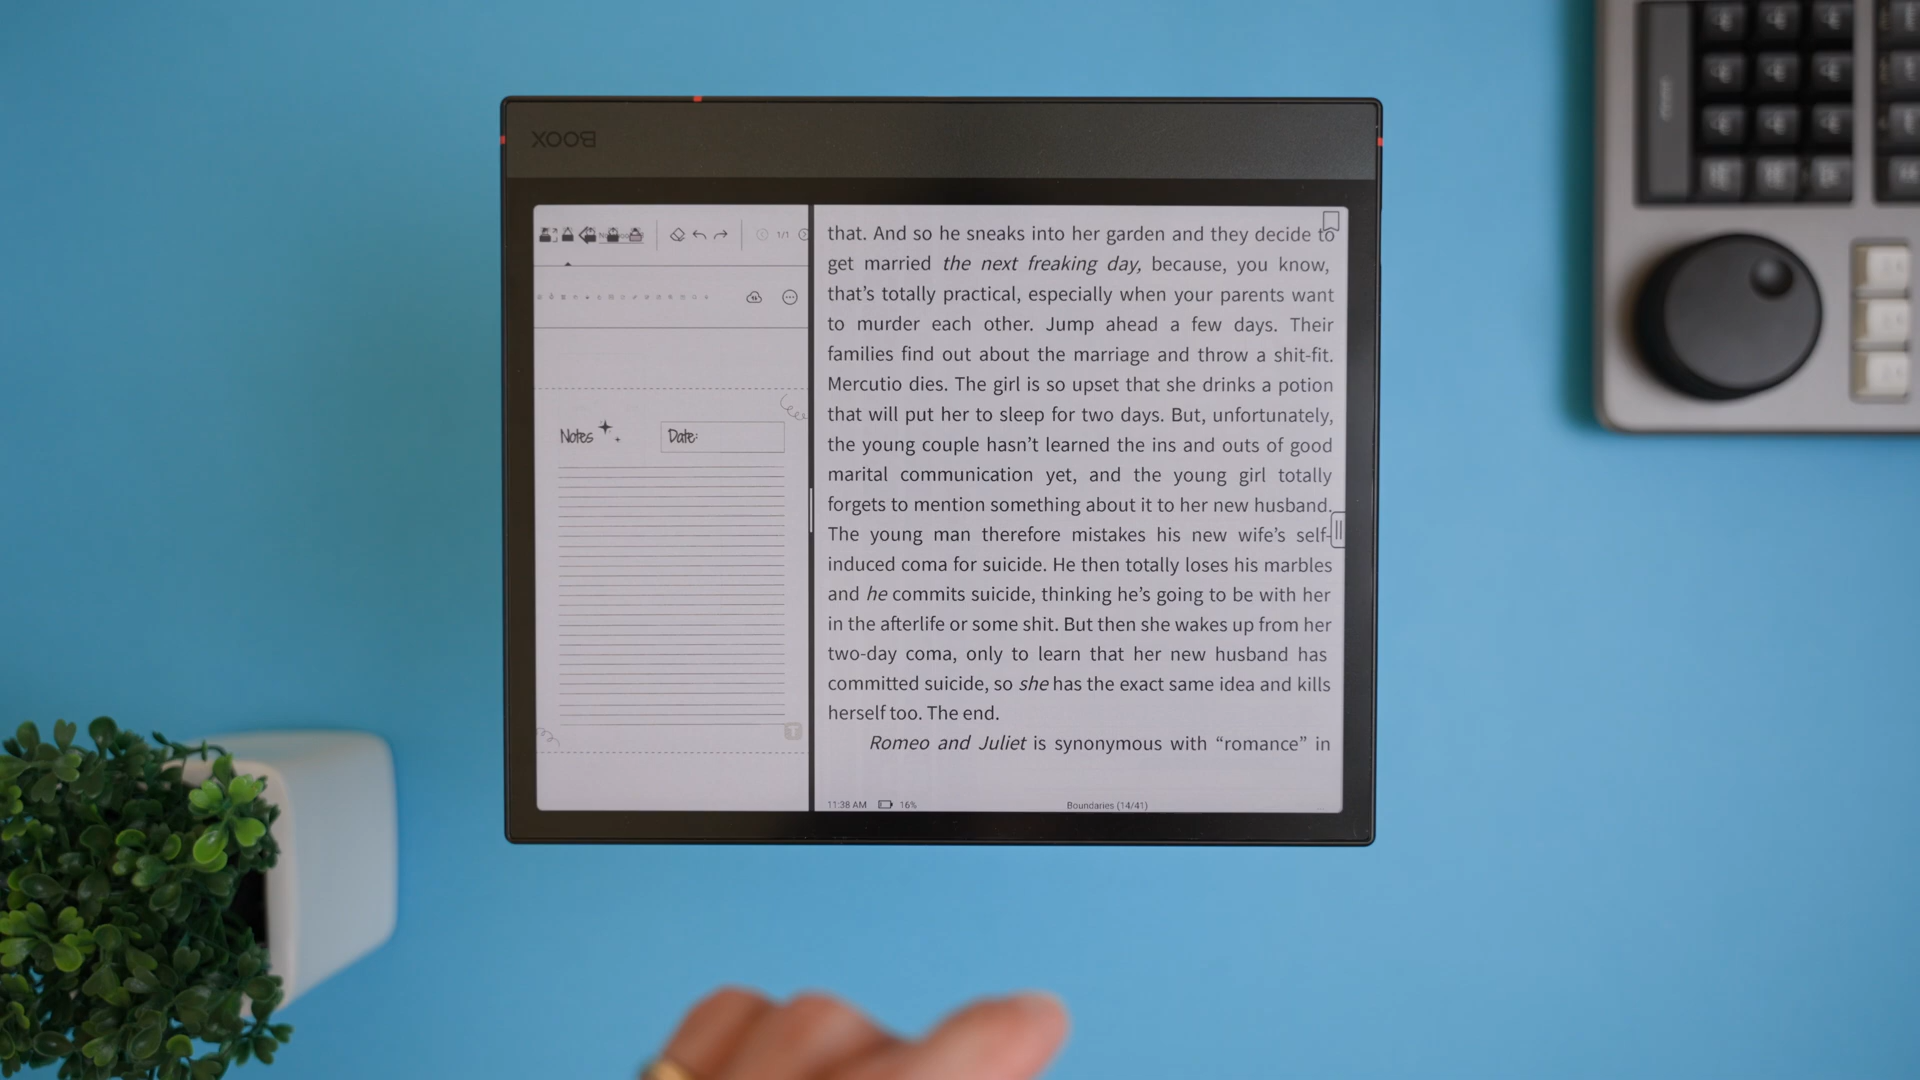 BOOX
1/1
Notes
Date:
T
that. And so he sneaks into her garden and they decide to
get married the next freaking day, because, you know,
that’s totally practical, especially when your parents want
to murder each other. Jump ahead a few days. Their
families find out about the marriage and throw a shit-fit.
Mercutio dies. The girl is so upset that she drinks a potion
that will put her to sleep for two days. But, unfortunately,
the young couple hasn’t learned the ins and outs of good
marital communication yet, and the young girl totally
forgets to mention something about it to her new husband.
The young man therefore mistakes his new wife’s self-
induced coma for suicide. He then totally loses his marbles
and he commits suicide, thinking he’s going to be with her
in the afterlife or some shit. But then she wakes up from her
two-day coma, only to learn that her new husband has
committed suicide, so she has the exact same idea and kills
herself too. The end.
Romeo and Juliet is synonymous with “romance” in
11:38 AM 16% Boundaries (14/41)